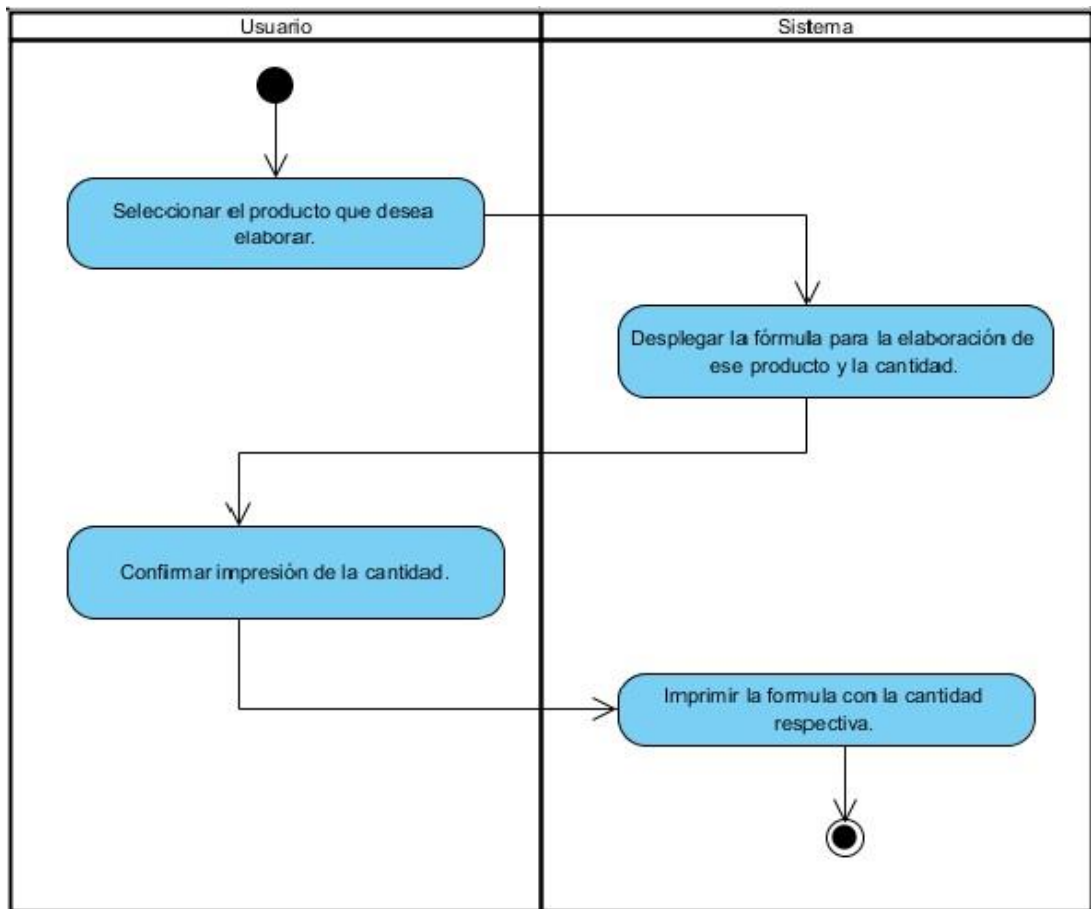 Usuario
Sistema
Seleccionar el producto que desea
elaborar.
Desplegar la fórmula para la elaboración de
ese producto y la cantidad.
Confirmar impresión de la cantidad.
Imprimir la formula con la cantidad
respectiva.